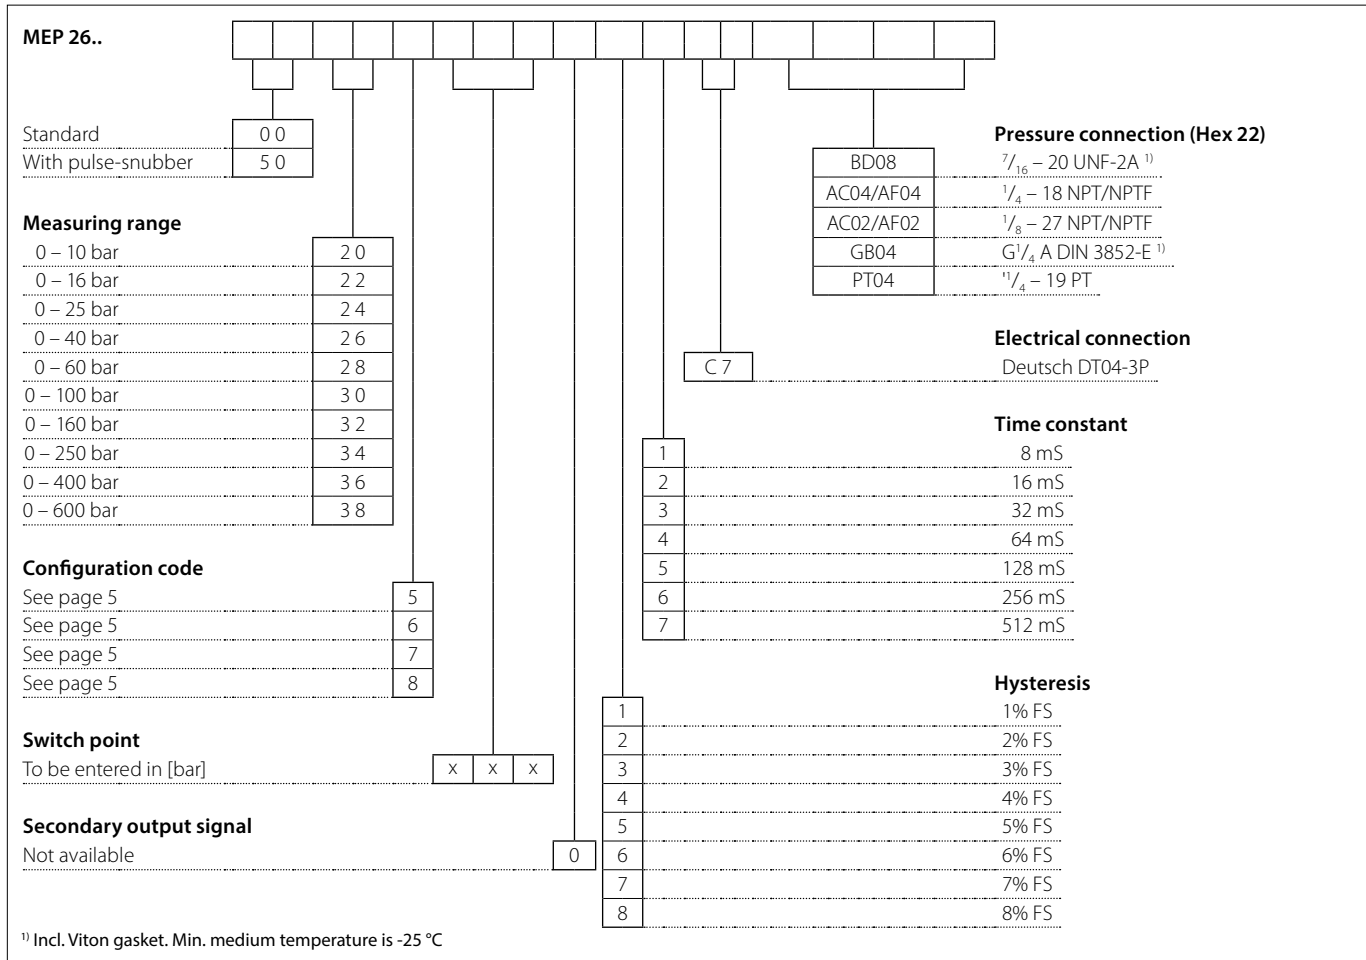 MEP 26..
Standard 0 0
With pulse-snubber 5 0
Pressure connection (Hex 22)
BD08 7/16 – 20 UNF-2A 1)
AC04/AF04 1/4 – 18 NPT/NPTF
AC02/AF02 1/8 – 27 NPT/NPTF
GB04 G1/4 A DIN 3852-E 1)
PT04 "1/4 – 19 PT
Measuring range
0 – 10 bar 2 0
0 – 16 bar 2 2
0 – 25 bar 2 4
0 – 40 bar 2 6
0 – 60 bar 2 8
0 – 100 bar 3 0
0 – 160 bar 3 2
0 – 250 bar 3 4
0 – 400 bar 3 6
0 – 600 bar 3 8
Electrical connection
C 7 Deutsch DT04-3P
Time constant
1 8 mS
2 16 mS
3 32 mS
4 64 mS
5 128 mS
6 256 mS
7 512 mS
Configuration code
See page 5 5
See page 5 6
See page 5 7
See page 5 8
Hysteresis
1 1% FS
2 2% FS
3 3% FS
4 4% FS
5 5% FS
6 6% FS
7 7% FS
8 8% FS
Switch point
To be entered in [bar] x x x
Secondary output signal
Not available 0
1) Incl. Viton gasket. Min. medium temperature is -25 °C